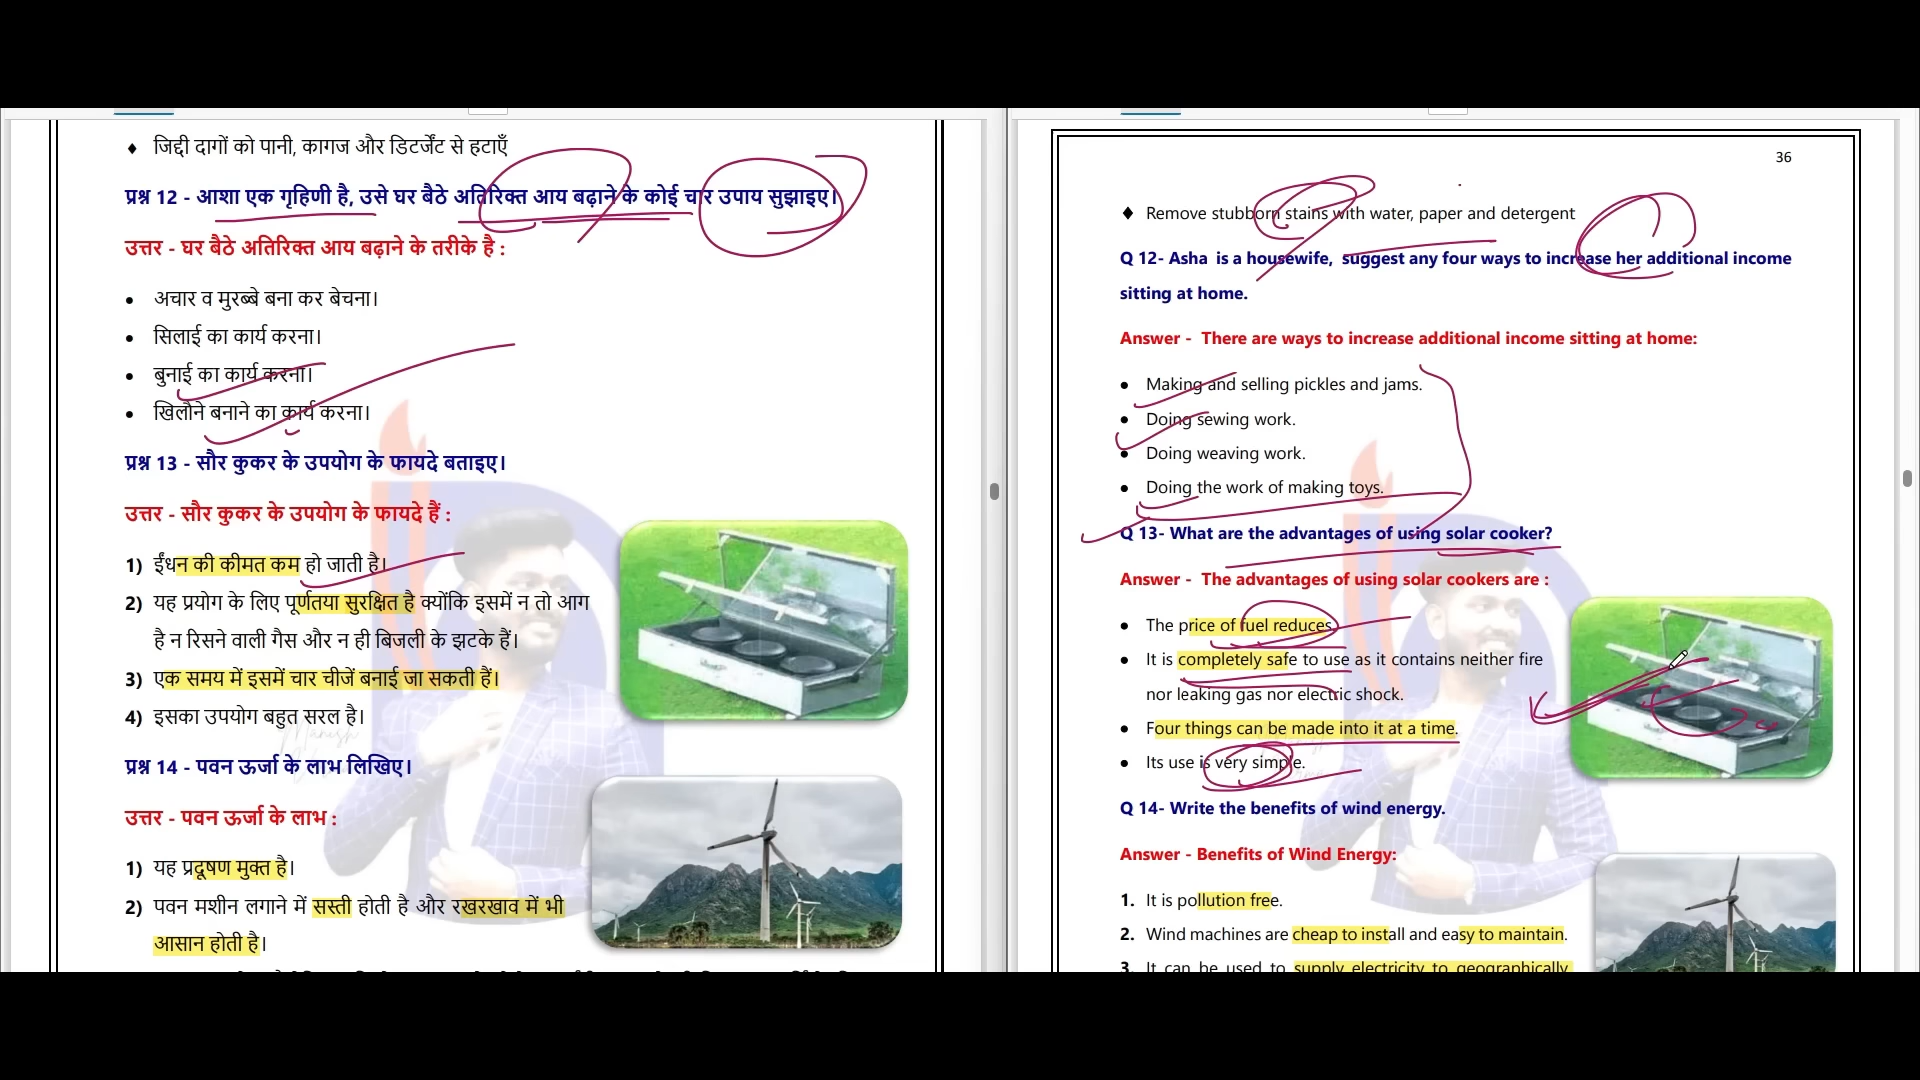 ♦ जिद्दी दागों को पानी, कागज और डिटर्जेंट से हटाएँ
प्रश्न 12 - आशा एक गृहिणी है, उसे घर बैठे अतिरिक्त आय बढ़ाने के कोई चार उपाय सुझाइए।
उत्तर - घर बैठे अतिरिक्त आय बढ़ाने के तरीके है :
• अचार व मुरब्बे बना कर बेचना।
• सिलाई का कार्य करना।
• बुनाई का कार्य करना।
• खिलौने बनाने का कार्य करना।
प्रश्न 13 - सौर कुकर के उपयोग के फायदे बताइए।
उत्तर - सौर कुकर के उपयोग के फायदे हैं :
1) ईंधन की कीमत कम हो जाती है।
2) यह प्रयोग के लिए पूर्णतया सुरक्षित है क्योंकि इसमें न तो आग
है न रिसने वाली गैस और न ही बिजली के झटके हैं।
3) एक समय में इसमें चार चीजें बनाई जा सकती हैं।
4) इसका उपयोग बहुत सरल है।
प्रश्न 14 - पवन ऊर्जा के लाभ लिखिए।
उत्तर - पवन ऊर्जा के लाभ :
1) यह प्रदूषण मुक्त है।
2) पवन मशीन लगाने में सस्ती होती है और रखरखाव में भी
आसान होती है।
36
♦ Remove stubborn stains with water, paper and detergent
Q 12- Asha is a housewife, suggest any four ways to increase her additional income
sitting at home.
Answer - There are ways to increase additional income sitting at home:
• Making and selling pickles and jams.
• Doing sewing work.
• Doing weaving work.
• Doing the work of making toys.
Q 13- What are the advantages of using solar cooker?
Answer - The advantages of using solar cookers are :
• The price of fuel reduces.
• It is completely safe to use as it contains neither fire
nor leaking gas nor electric shock.
• Four things can be made into it at a time.
• Its use is very simple.
Q 14- Write the benefits of wind energy.
Answer - Benefits of Wind Energy:
1. It is pollution free.
2. Wind machines are cheap to install and easy to maintain.
3. It can be used to supply electricity to geographically